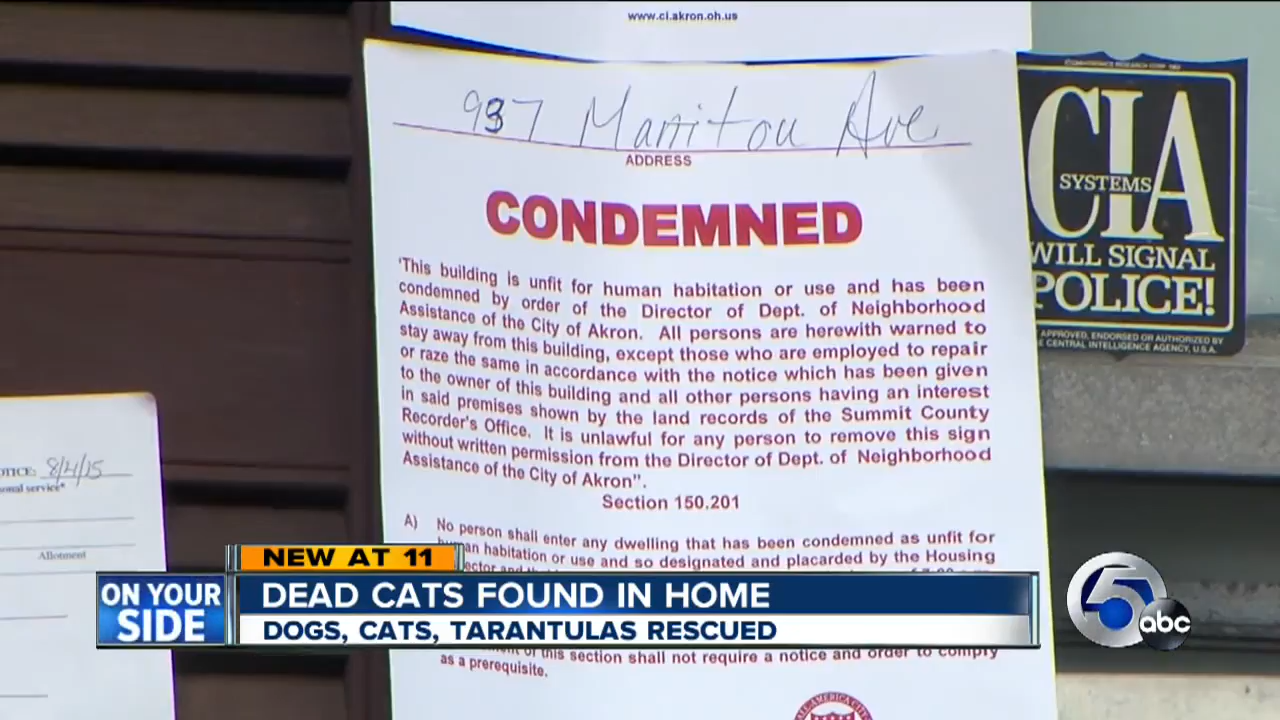 www.ci.akron.oh.us
937 Manitou Ave
ADDRESS
CONDEMNED
'This building is unfit for human habitation or use and has been
condemned by order of the Director of Dept. of Neighborhood
Assistance of the City of Akron. All persons are herewith warned to
stay away from this building, except those who are employed to repair
or raze the same in accordance with the notice which has been given
to the owner of this building and all other persons having an interest
in said premises shown by the land records of the Summit County
Recorder's Office. It is unlawful for any person to remove this sign
without written permission from the Director of Dept. of Neighborhood
Assistance of the City of Akron".
Section 150.201
A) No person shall enter any dwelling that has been condemned as unfit for
human habitation or use and so designated and placarded by the Housing
of this section shall not require a notice and order to comply
as a prerequisite.
CIA
SYSTEMS
WILL SIGNAL
POLICE!
APPROVED, ENDORSED OR AUTHORIZED BY
CENTRAL INTELLIGENCE AGENCY, U.S.A.
8/4/15
Allotment
NEW AT 11
ON YOUR
SIDE
DEAD CATS FOUND IN HOME
DOGS, CATS, TARANTULAS RESCUED
5
abc